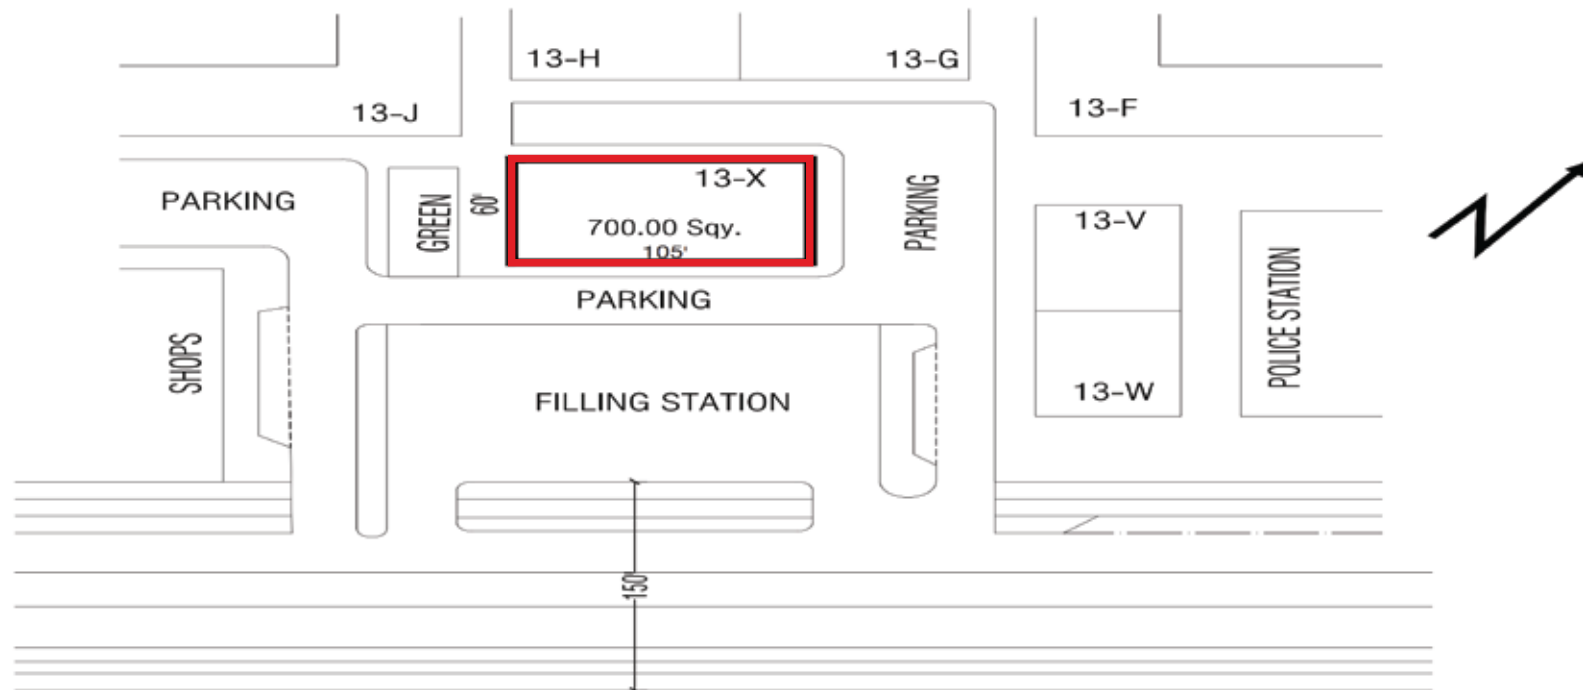 13-H
13-G
13-J
13-F
13-X
PARKING
GREEN
60'
700.00 Sqy.
105'
PARKING
13-V
PARKING
POLICE STATION
SHOPS
FILLING STATION
13-W
150'